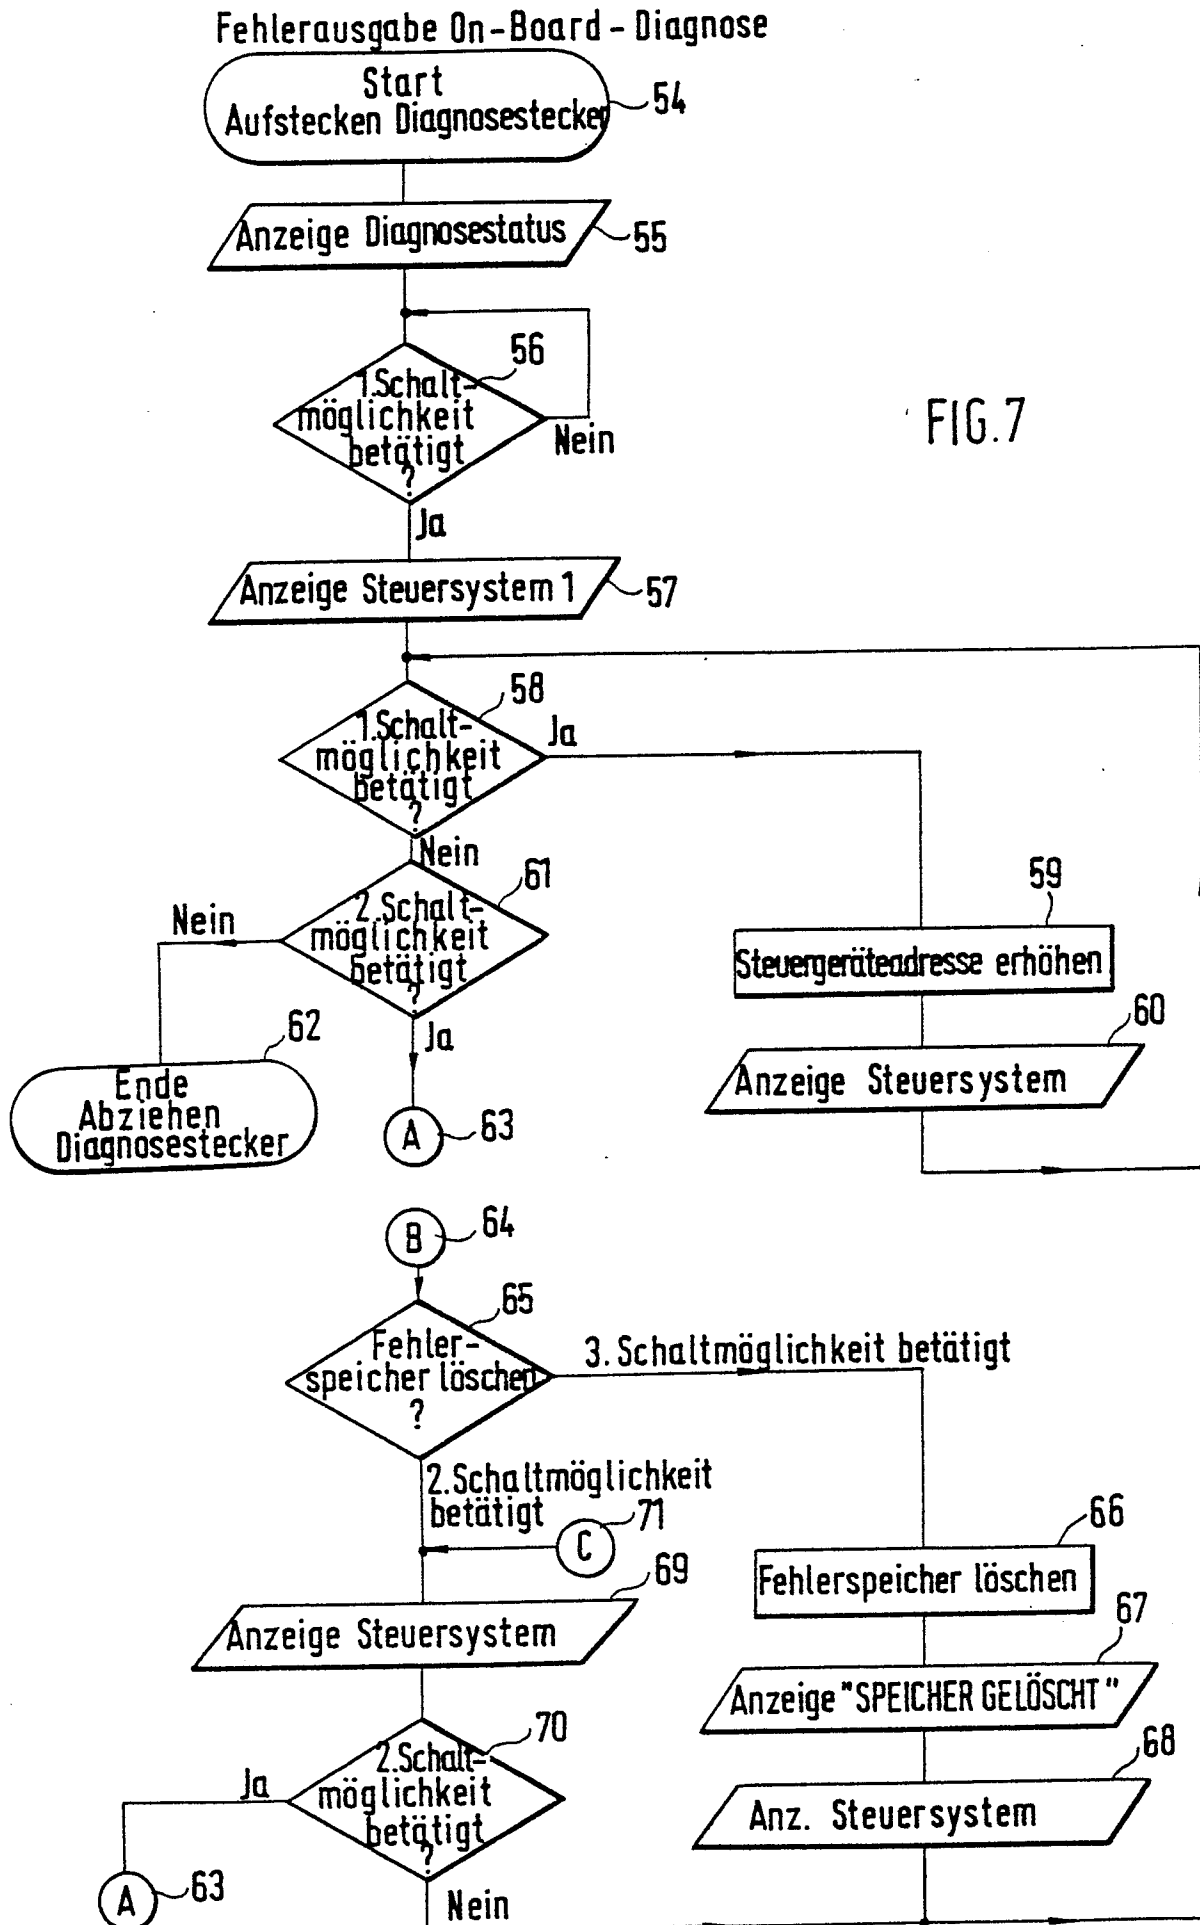 Fehlerausgabe On-Board-Diagnose
Start
Aufstecken Diagnosestecker
54
Anzeige Diagnosestatus
55
56
1.Schalt-
möglichkeit
betätigt
?
Nein
FIG.7
Ja
Anzeige Steuersystem 1
57
58
1.Schalt-
möglichkeit
betätigt
?
Ja
Nein
61
2.Schalt-
möglichkeit
betätigt
?
Nein
Ja
59
Steuergeräteadresse erhöhen
60
Anzeige Steuersystem
62
Ende
Abziehen
Diagnosestecker
A
63
B
64
65
Fehler-
speicher löschen
?
3. Schaltmöglichkeit betätigt
2.Schaltmöglichkeit
betätigt
71
C
66
Fehlerspeicher löschen
69
Anzeige Steuersystem
67
Anzeige "SPEICHER GELÖSCHT"
70
2.Schalt-
möglichkeit
betätigt
?
Ja
68
Anz. Steuersystem
A
63
Nein